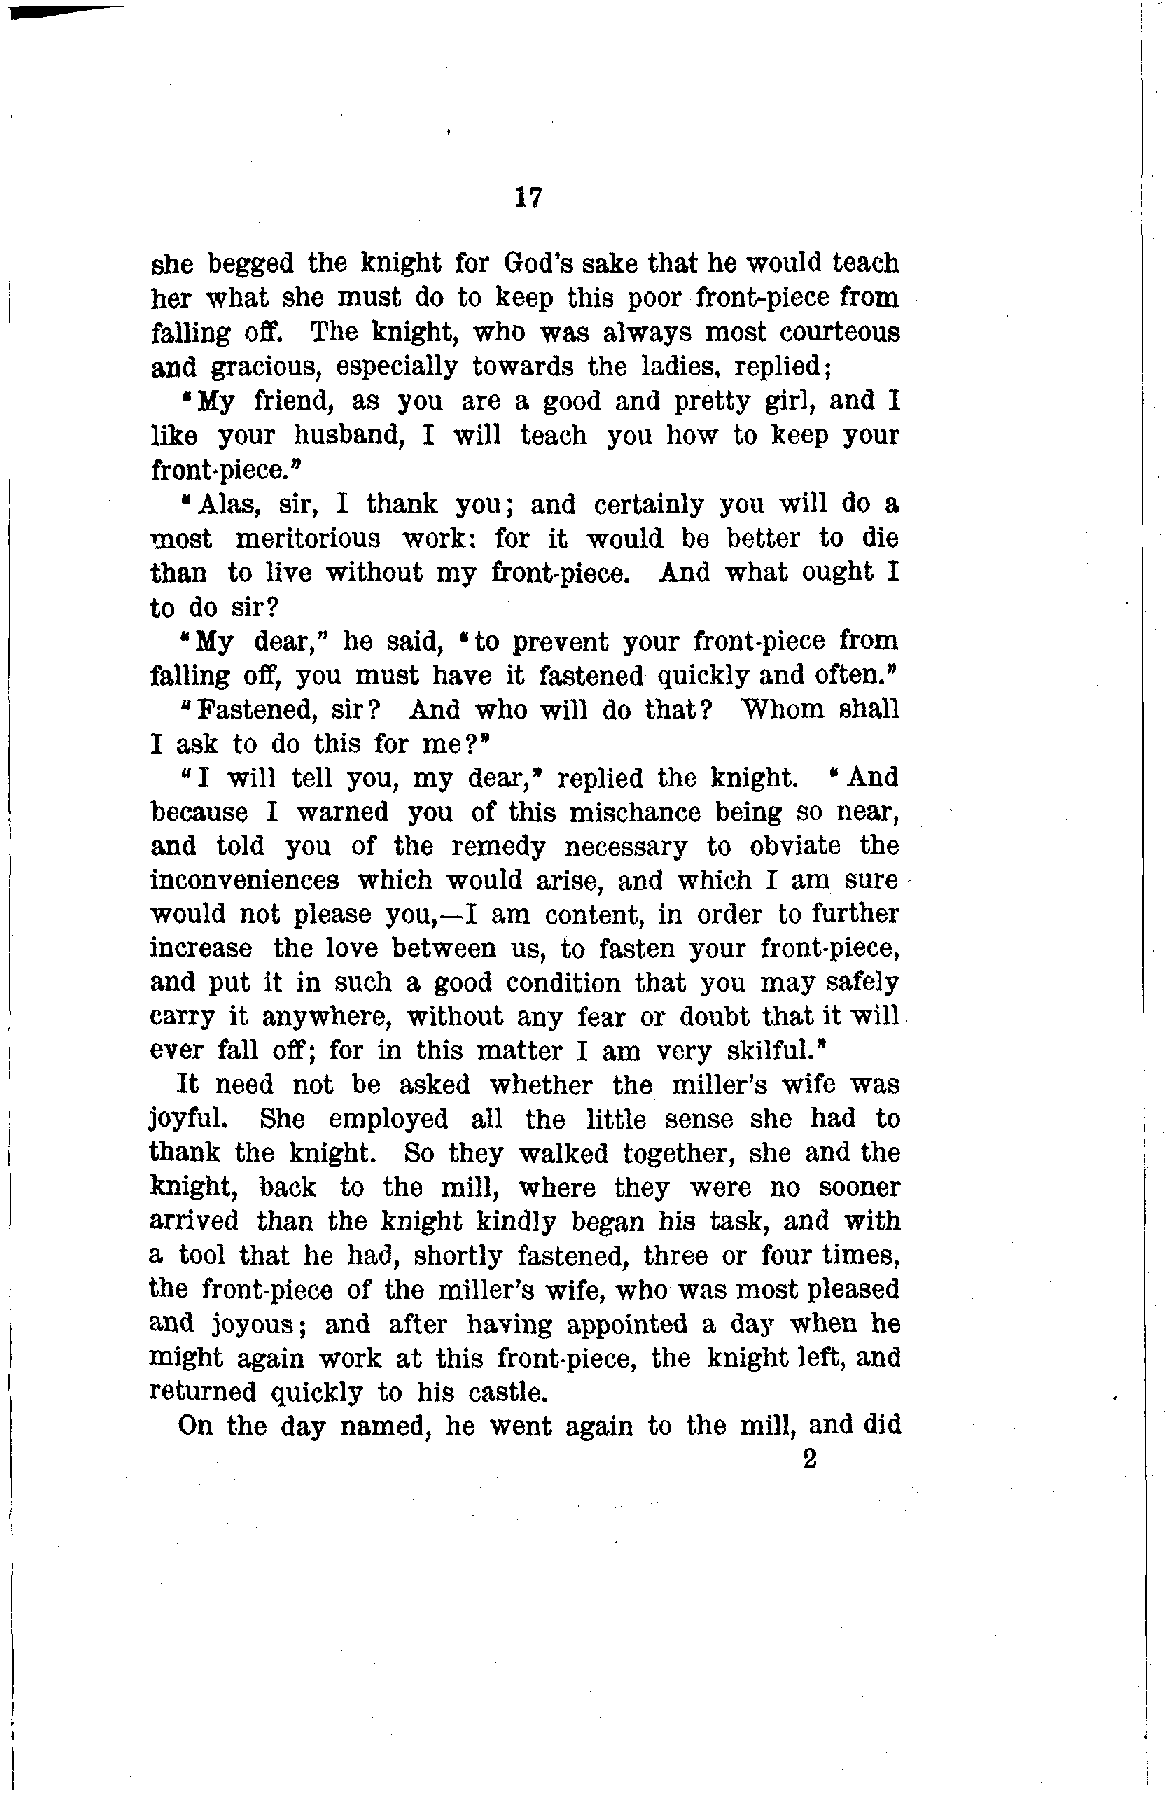 17
she begged the knight for God's sake that he would teach
her what she must do to keep this poor front-piece from
falling off. The knight, who was always most courteous
and gracious, especially towards the ladies, replied;
"My friend, as you are a good and pretty girl, and I
like your husband, I will teach you how to keep your
front-piece."
"Alas, sir, I thank you; and certainly you will do a
most meritorious work: for it would be better to die
than to live without my front-piece. And what ought I
to do sir?
"My dear," he said, "to prevent your front-piece from
falling off, you must have it fastened quickly and often."
"Fastened, sir? And who will do that? Whom shall
I ask to do this for me?"
"I will tell you, my dear," replied the knight. "And
because I warned you of this mischance being so near,
and told you of the remedy necessary to obviate the
inconveniences which would arise, and which I am sure
would not please you,—I am content, in order to further
increase the love between us, to fasten your front-piece,
and put it in such a good condition that you may safely
carry it anywhere, without any fear or doubt that it will
ever fall off; for in this matter I am very skilful."
It need not be asked whether the miller's wife was
joyful. She employed all the little sense she had to
thank the knight. So they walked together, she and the
knight, back to the mill, where they were no sooner
arrived than the knight kindly began his task, and with
a tool that he had, shortly fastened, three or four times,
the front-piece of the miller's wife, who was most pleased
and joyous; and after having appointed a day when he
might again work at this front-piece, the knight left, and
returned quickly to his castle.
On the day named, he went again to the mill, and did
2